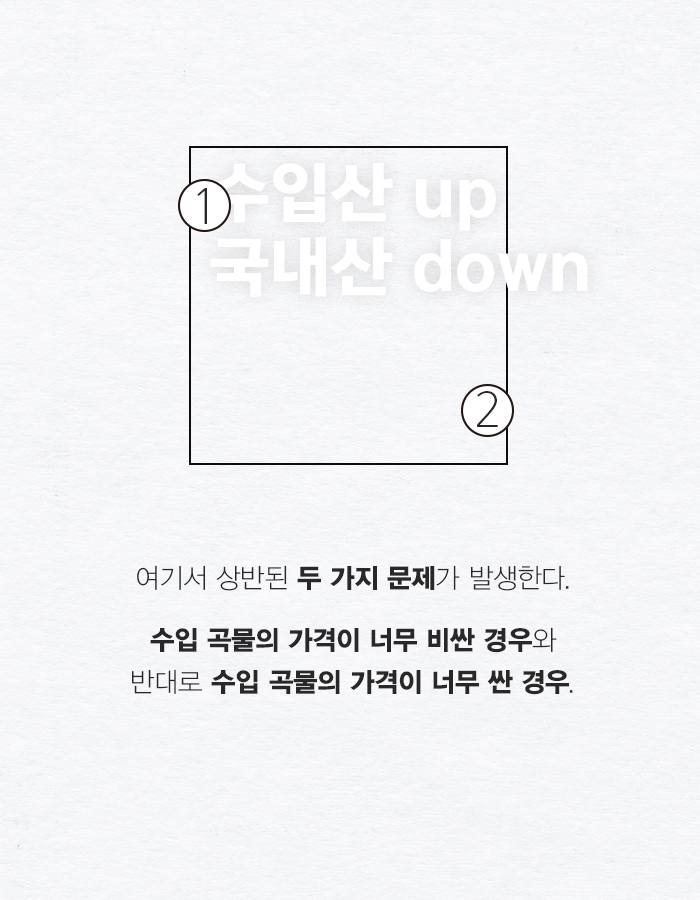 ① 수입산 up
국내산 down
②
여기서 상반된 두 가지 문제가 발생한다.
수입 곡물의 가격이 너무 비싼 경우와
반대로 수입 곡물의 가격이 너무 싼 경우.